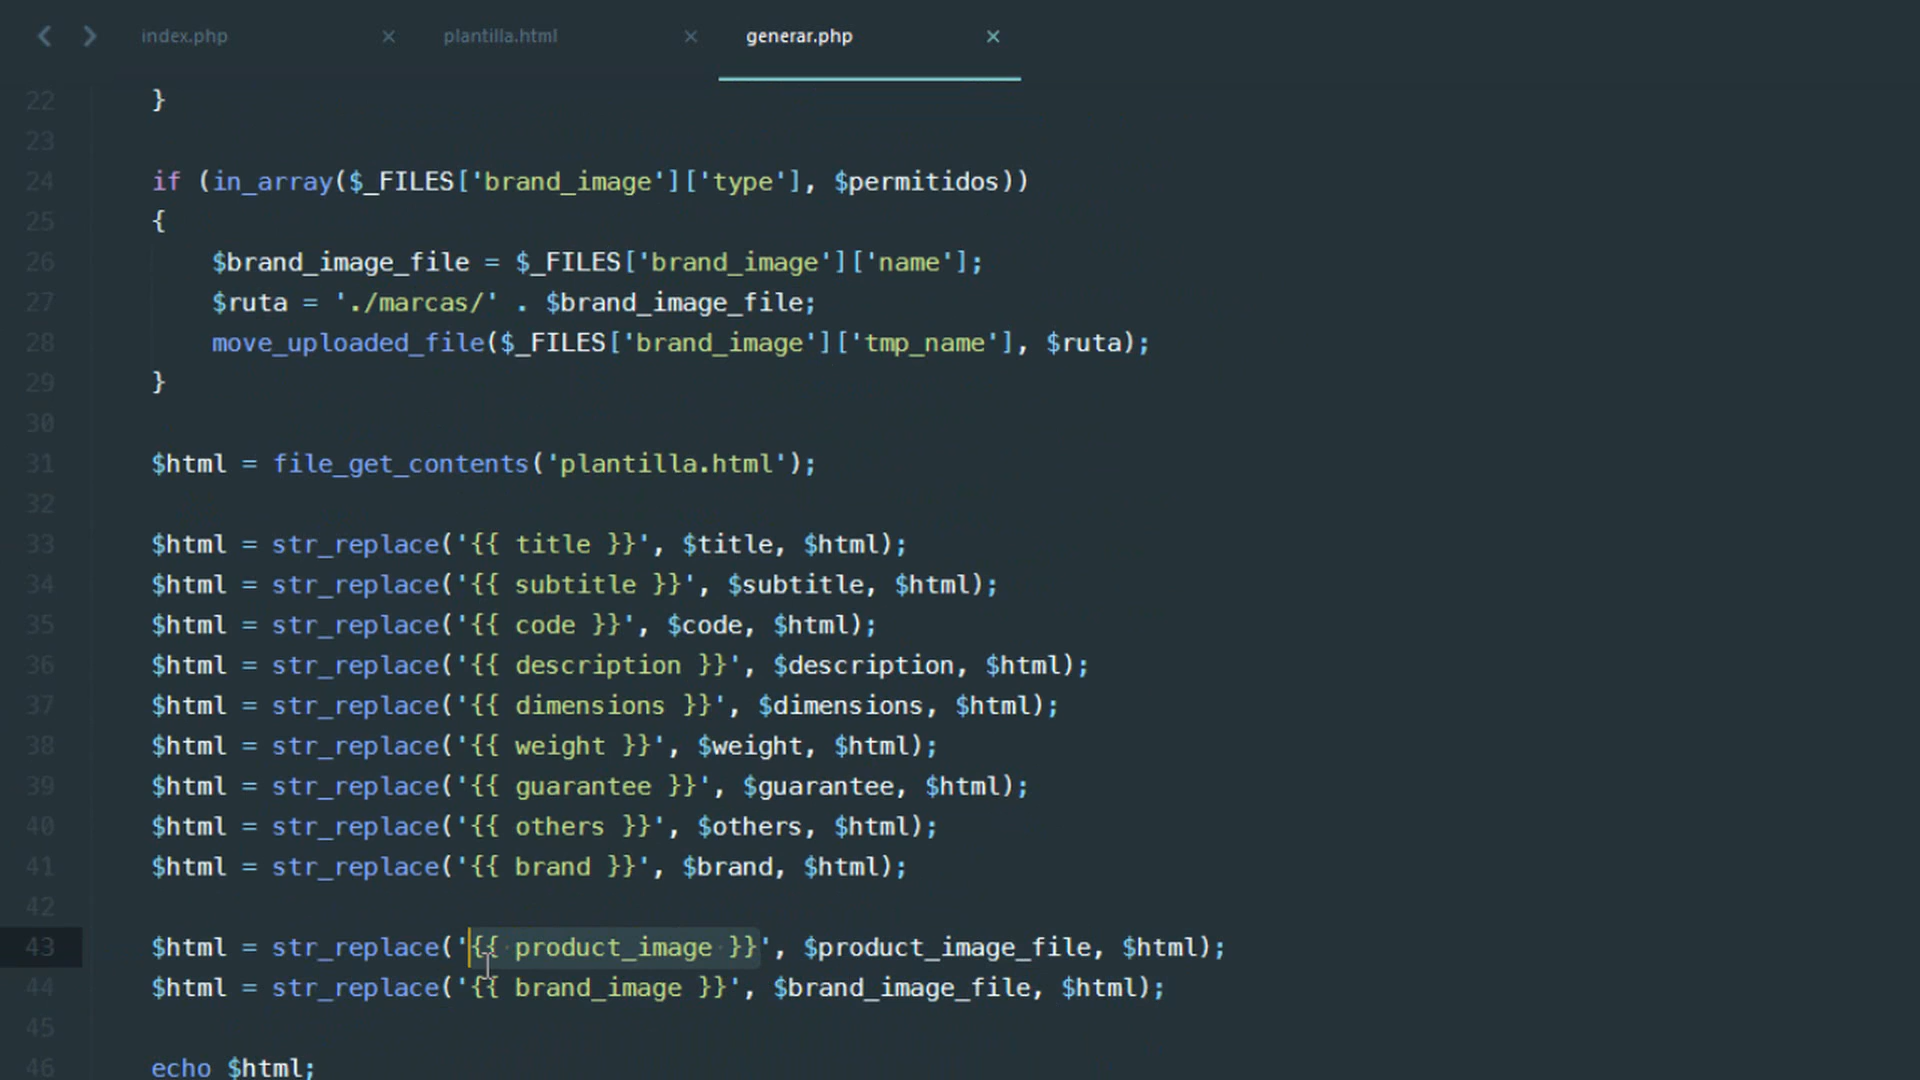 index.php × plantilla.html × generar.php ×
22 }
23
24 if (in_array($_FILES['brand_image']['type'], $permitidos))
25 {
26 $brand_image_file = $_FILES['brand_image']['name'];
27 $ruta = './marcas/' . $brand_image_file;
28 move_uploaded_file($_FILES['brand_image']['tmp_name'], $ruta);
29 }
30
31 $html = file_get_contents('plantilla.html');
32
33 $html = str_replace('{{ title }}', $title, $html);
34 $html = str_replace('{{ subtitle }}', $subtitle, $html);
35 $html = str_replace('{{ code }}', $code, $html);
36 $html = str_replace('{{ description }}', $description, $html);
37 $html = str_replace('{{ dimensions }}', $dimensions, $html);
38 $html = str_replace('{{ weight }}', $weight, $html);
39 $html = str_replace('{{ guarantee }}', $guarantee, $html);
40 $html = str_replace('{{ others }}', $others, $html);
41 $html = str_replace('{{ brand }}', $brand, $html);
42
43 $html = str_replace('{{ product_image }}', $product_image_file, $html);
44 $html = str_replace('{{ brand_image }}', $brand_image_file, $html);
45
46 echo $html;